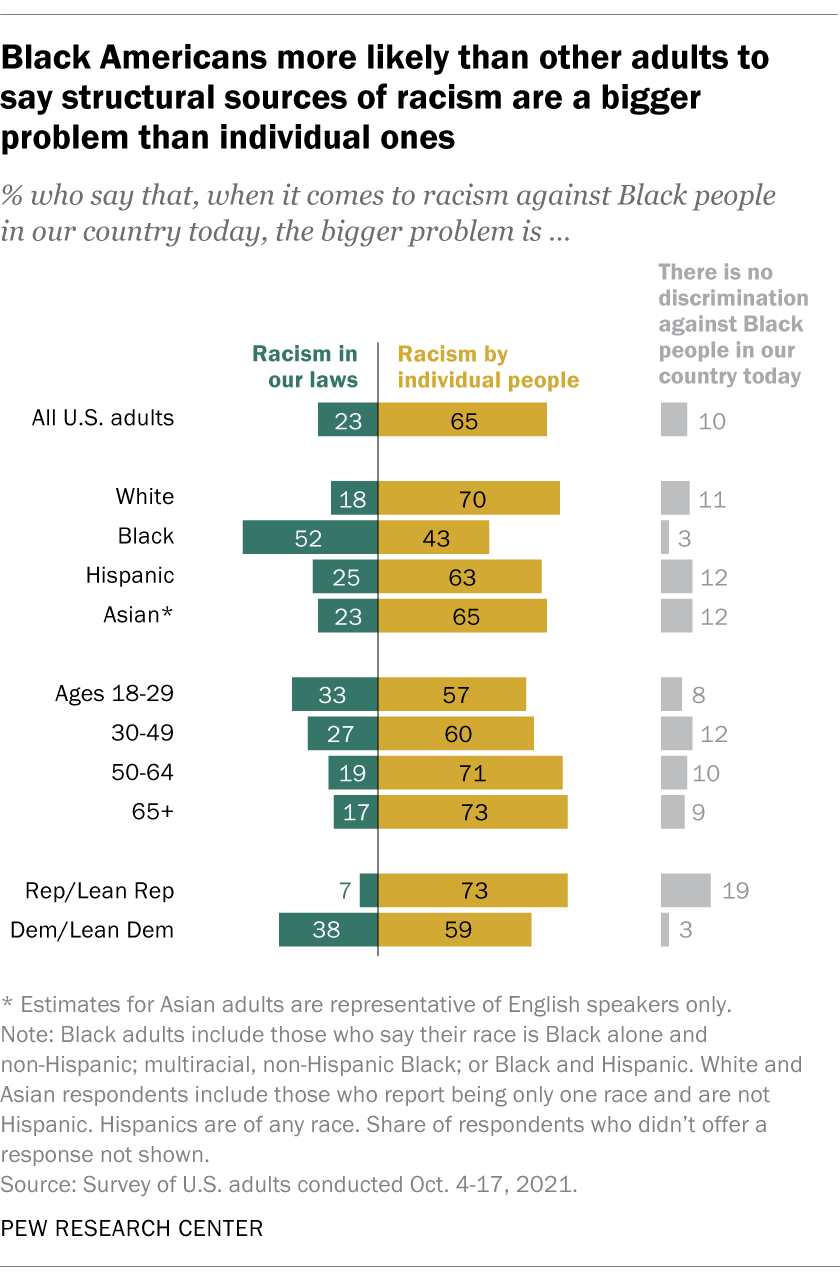 Black Americans more likely than other adults to
say structural sources of racism are a bigger
problem than individual ones
% who say that, when it comes to racism against Black people
in our country today, the bigger problem is ...
There is no
discrimination
against Black
people in our
country today
Racism in
our laws
Racism by
individual people
All U.S. adults 23 65 10
White 18 70 11
Black 52 43 3
Hispanic 25 63 12
Asian* 23 65 12
Ages 18-29 33 57 8
30-49 27 60 12
50-64 19 71 10
65+ 17 73 9
Rep/Lean Rep 7 73 19
Dem/Lean Dem 38 59 3
* Estimates for Asian adults are representative of English speakers only.
Note: Black adults include those who say their race is Black alone and
non-Hispanic; multiracial, non-Hispanic Black; or Black and Hispanic. White and
Asian respondents include those who report being only one race and are not
Hispanic. Hispanics are of any race. Share of respondents who didn’t offer a
response not shown.
Source: Survey of U.S. adults conducted Oct. 4-17, 2021.
PEW RESEARCH CENTER